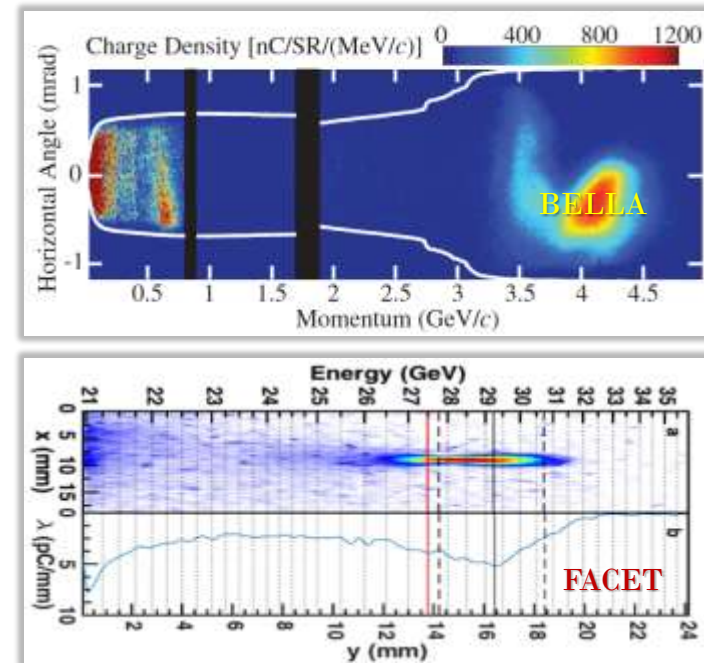 Charge Density [nC/SR/(MeV/c)]
0 400 800 1200
Horizontal Angle (mrad)
1
0
-1
BELLA
0.5 1 1.5 2 2.5 3 3.5 4 4.5
Momentum (GeV/c)
Energy (GeV)
21 22 23 24 25 26 27 28 29 30 31 32 33 34 35
x (mm)
0 5 10 15
a
λ (pC/mm)
0 5 10
b
FACET
2 4 6 8 10 12 14 16 18 20 22 24
y (mm)